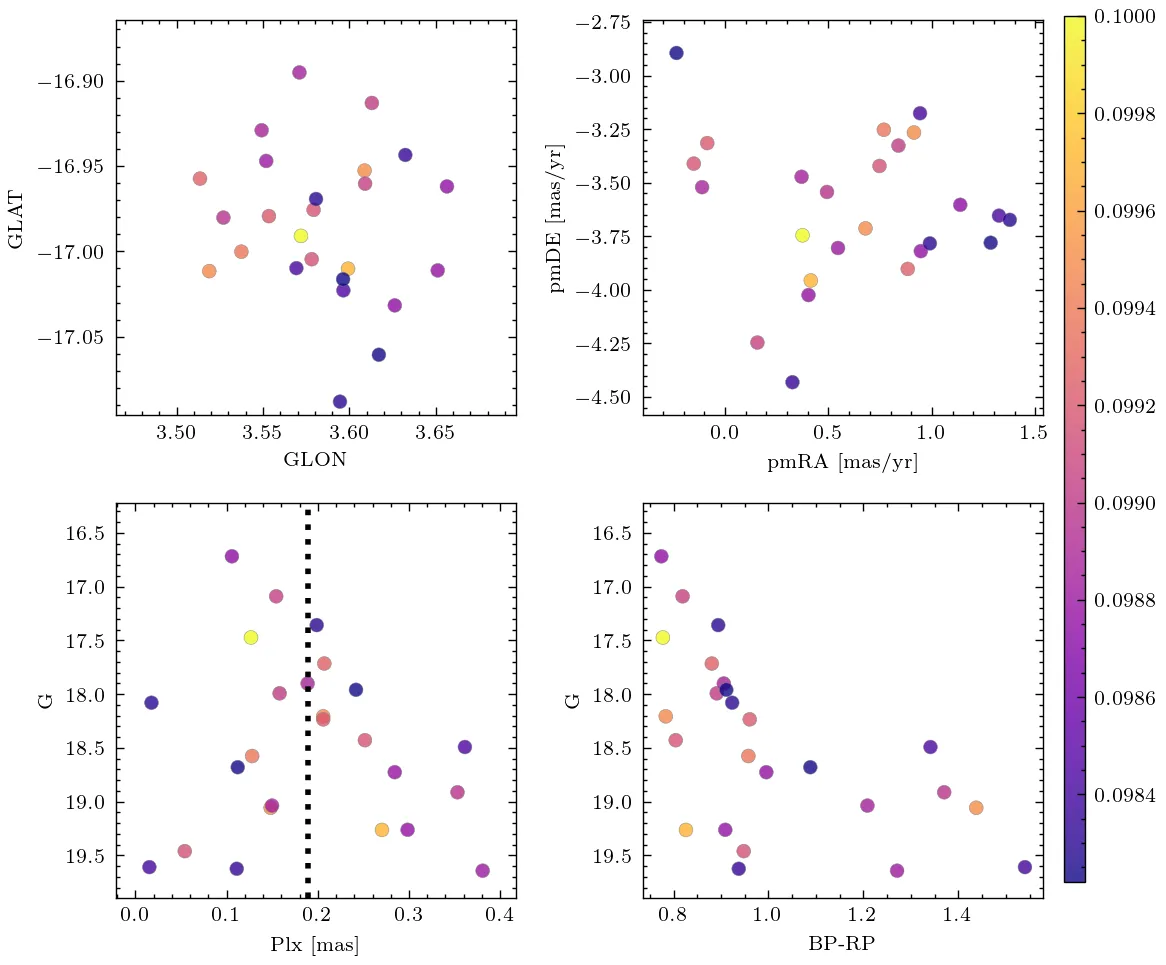 −16.90
−16.95
−17.00
−17.05
GLAT
3.50 3.55 3.60 3.65
GLON
−2.75
−3.00
−3.25
−3.50
−3.75
−4.00
−4.25
−4.50
pmDE [mas/yr]
0.0 0.5 1.0 1.5
pmRA [mas/yr]
16.5
17.0
17.5
18.0
18.5
19.0
19.5
G
0.0 0.1 0.2 0.3 0.4
Plx [mas]
16.5
17.0
17.5
18.0
18.5
19.0
19.5
G
0.8 1.0 1.2 1.4
BP-RP
0.1000
0.0998
0.0996
0.0994
0.0992
0.0990
0.0988
0.0986
0.0984